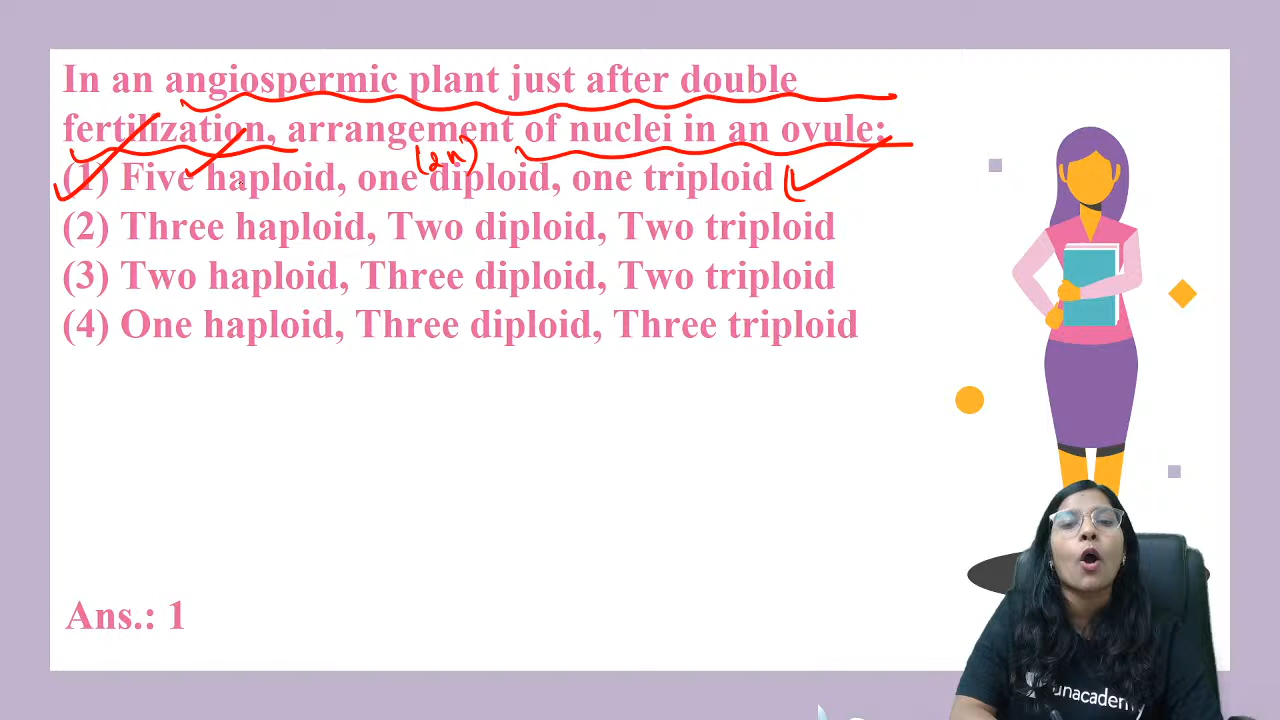 In an angiospermic plant just after double
fertilization, arrangement of nuclei in an ovule:
(2n)
(1) Five haploid, one diploid, one triploid
(2) Three haploid, Two diploid, Two triploid
(3) Two haploid, Three diploid, Two triploid
(4) One haploid, Three diploid, Three triploid
Ans.: 1
unacademy